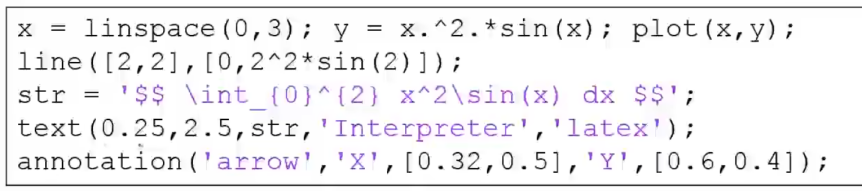 x = linspace(0,3); y = x.^2.*sin(x); plot(x,y);
line([2,2],[0,2^2*sin(2)]);
str = '$$ \int_{0}^{2} x^2\sin(x) dx $$';
text(0.25,2.5,str,'Interpreter','latex');
annotation('arrow','X',[0.32,0.5],'Y',[0.6,0.4]);